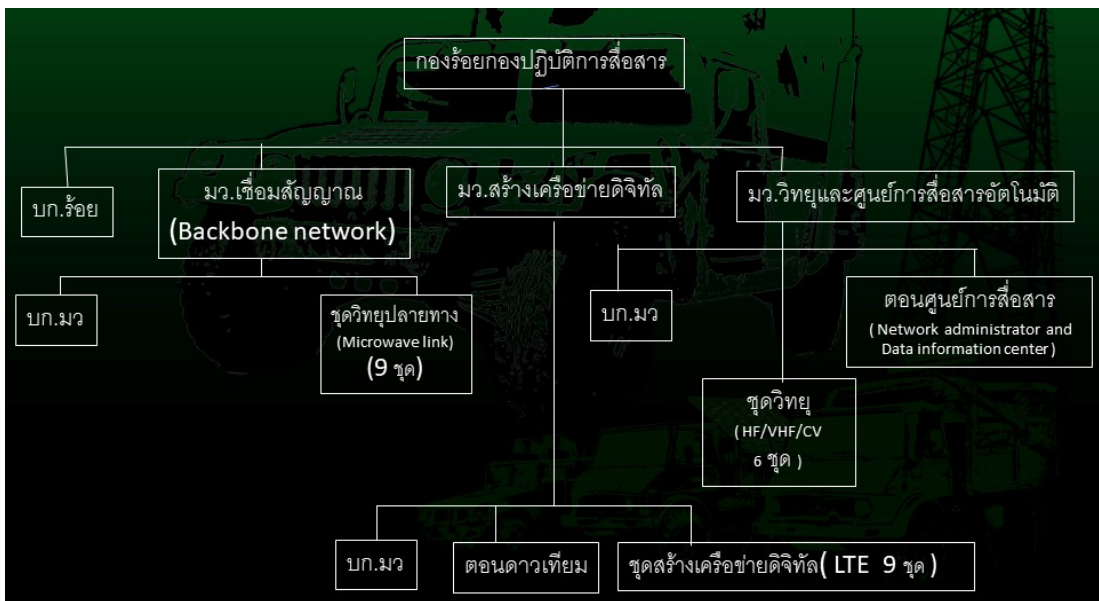 กองร้อยกองปฏิบัติการสื่อสาร
บก.ร้อย
มว.เชื่อมสัญญาณ
(Backbone network)
มว.สร้างเครือข่ายดิจิทัล
มว.วิทยุและศูนย์การสื่อสารอัตโนมัติ
บก.มว
ชุดวิทยุปลายทาง
(Microwave link)
(9 ชุด)
บก.มว
ตอนศูนย์การสื่อสาร
( Network administrator and
Data information center )
ชุดวิทยุ
( HF/VHF/CV
6 ชุด )
บก.มว
ตอนดาวเทียม
ชุดสร้างเครือข่ายดิจิทัล( LTE 9 ชุด )